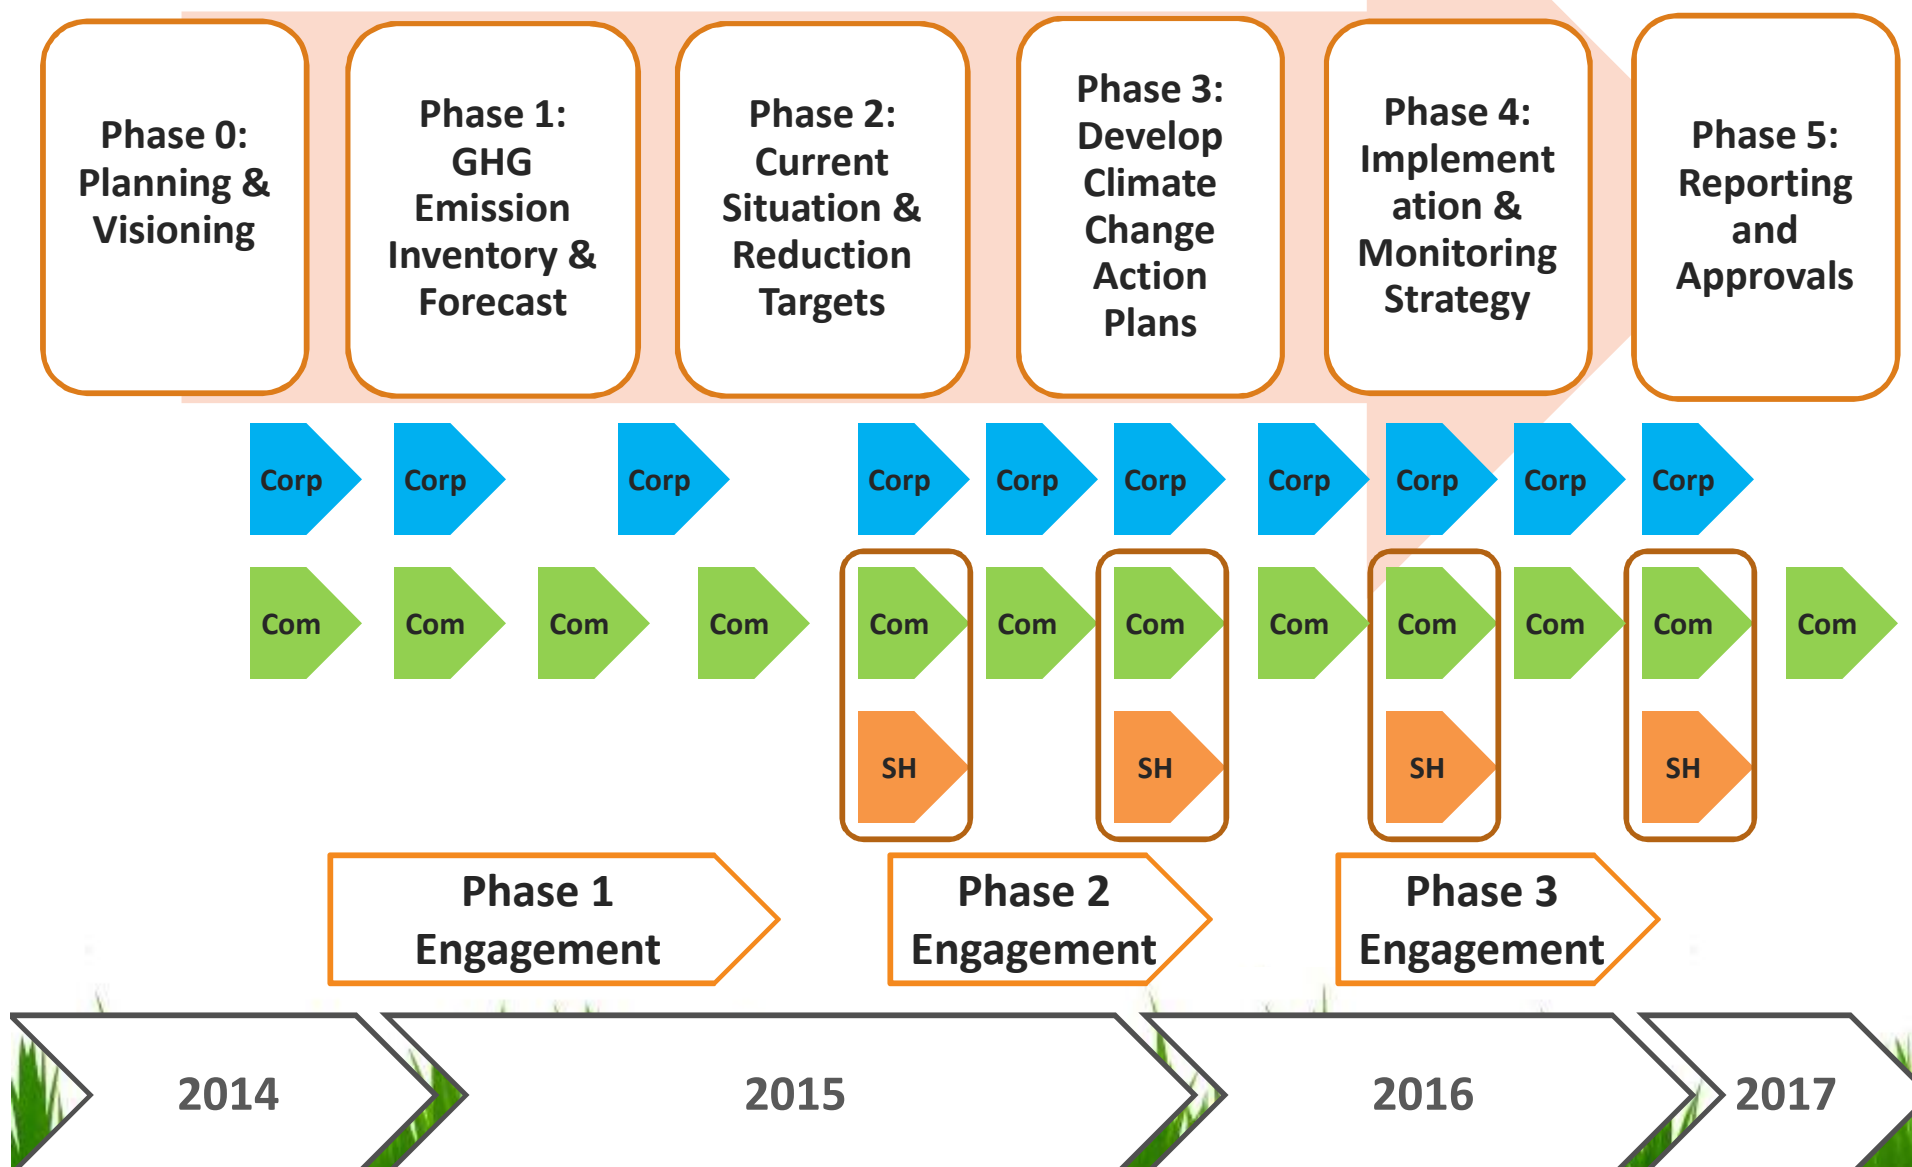 Phase 0:
Planning &
Visioning
Phase 1:
GHG
Emission
Inventory &
Forecast
Phase 2:
Current
Situation &
Reduction
Targets
Phase 3:
Develop
Climate
Change
Action
Plans
Phase 4:
Implement
ation &
Monitoring
Strategy
Phase 5:
Reporting
and
Approvals
Corp Corp Corp Corp Corp Corp Corp Corp Corp Corp
Com Com Com Com Com Com Com Com Com Com Com Com
SH SH SH SH
Phase 1
Engagement
Phase 2
Engagement
Phase 3
Engagement
2014 2015 2016 2017